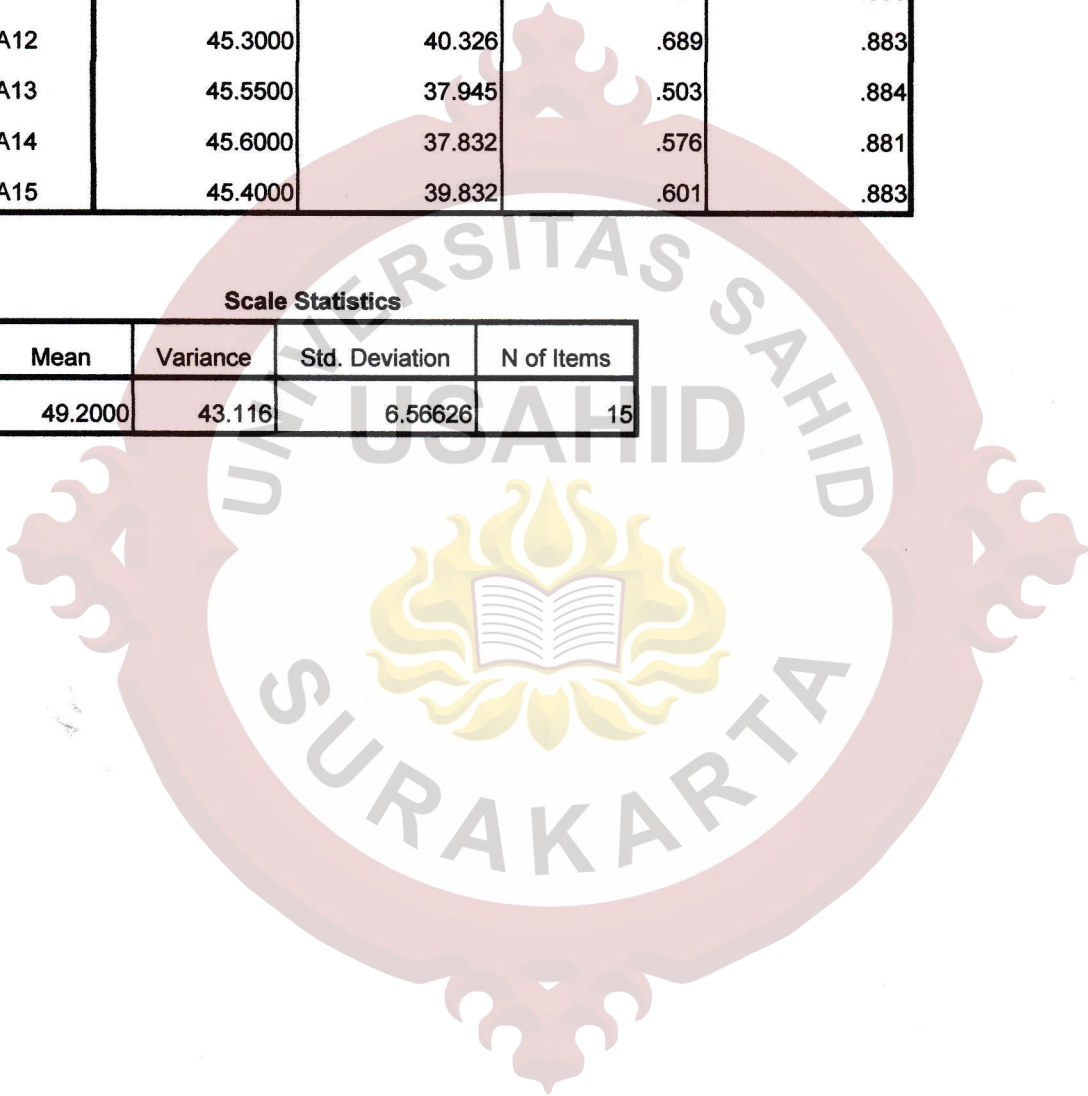 A12 45.3000 40.326 .689 .883
A13 45.5500 37.945 .503 .884
A14 45.6000 37.832 .576 .881
A15 45.4000 39.832 .601 .883
Scale Statistics
Mean Variance Std. Deviation N of Items
49.2000 43.116 6.56626 15
UNIVERSITAS SAHID
USAHID
SURAKARTA